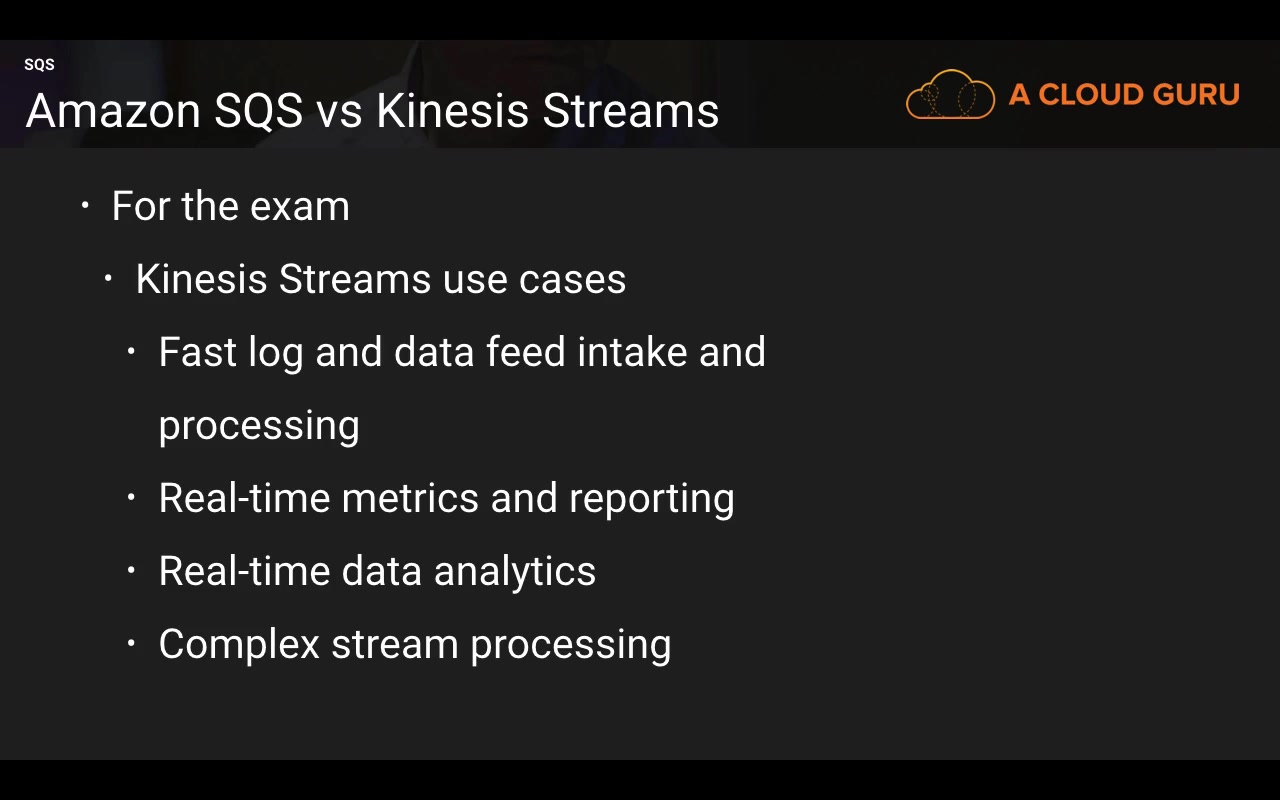 SQS
Amazon SQS vs Kinesis Streams
A CLOUD GURU
• For the exam
• Kinesis Streams use cases
• Fast log and data feed intake and
processing
• Real-time metrics and reporting
• Real-time data analytics
• Complex stream processing